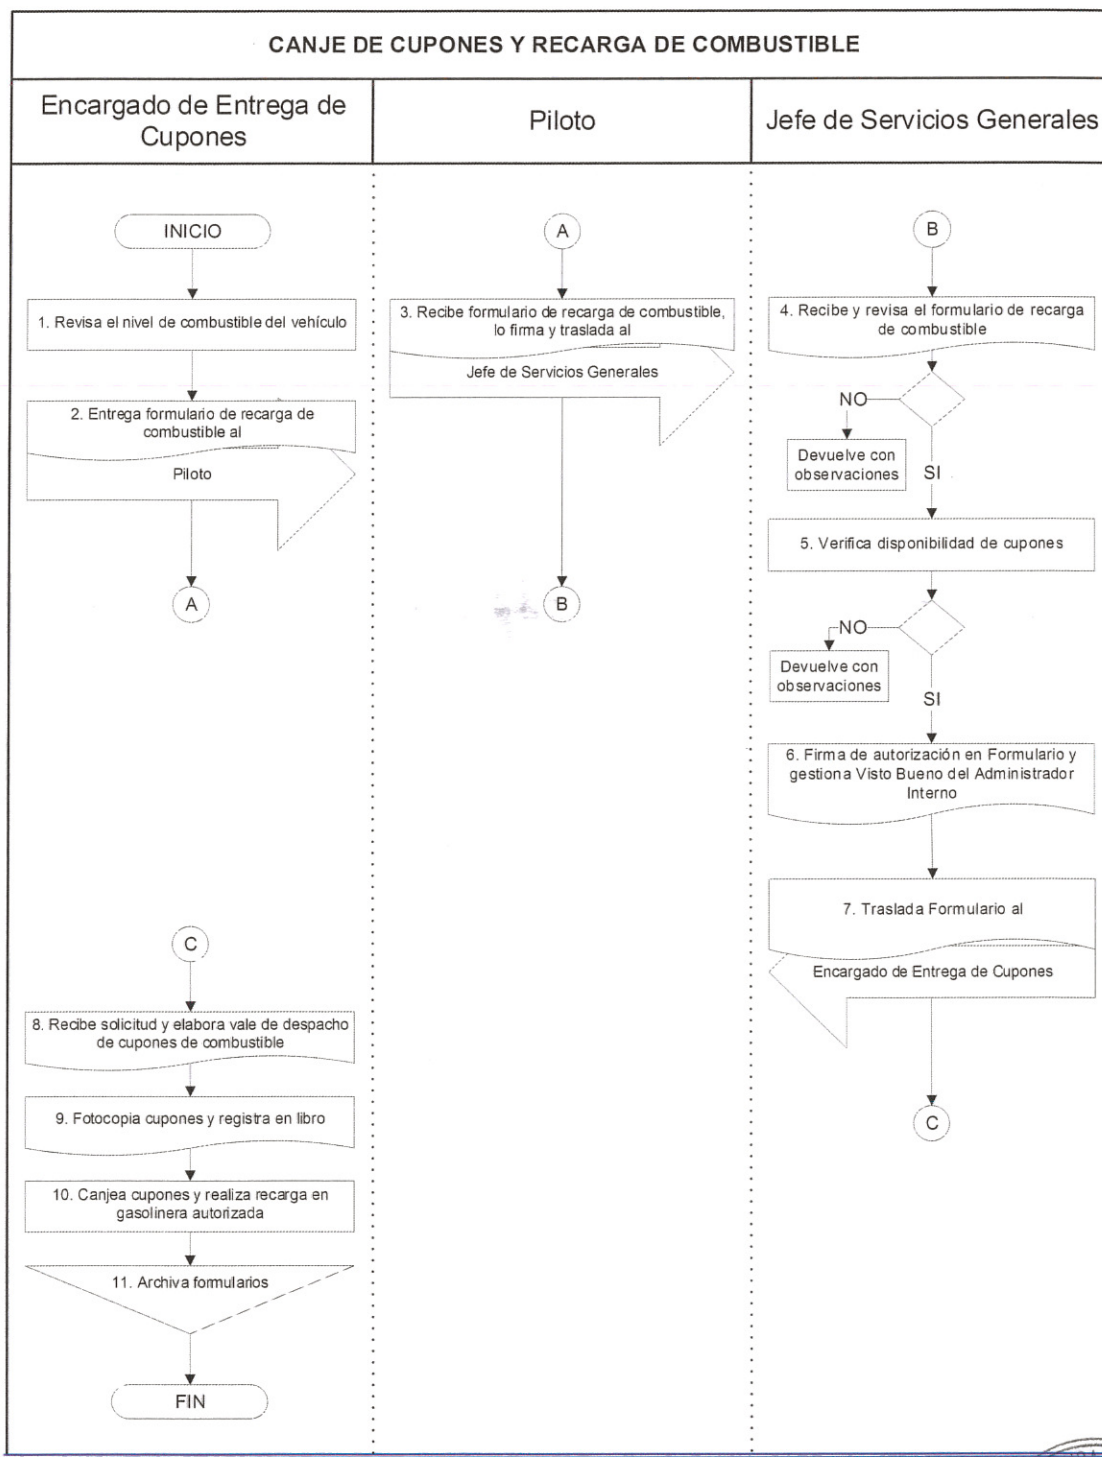 CANJE DE CUPONES Y RECARGA DE COMBUSTIBLE
Encargado de Entrega de
Cupones
Piloto
Jefe de Servicios Generales
INICIO
1. Revisa el nivel de combustible del vehículo
2. Entrega formulario de recarga de
combustible al
Piloto
A
A
3. Recibe formulario de recarga de combustible,
lo firma y traslada al
Jefe de Servicios Generales
B
B
4. Recibe y revisa el formulario de recarga
de combustible
NO
Devuelve con
observaciones
SI
5. Verifica disponibilidad de cupones
NO
Devuelve con
observaciones
SI
6. Firma de autorización en Formulario y
gestiona Visto Bueno del Administrador
Interno
7. Traslada Formulario al
Encargado de Entrega de Cupones
C
C
8. Recibe solicitud y elabora vale de despacho
de cupones de combustible
9. Fotocopia cupones y registra en libro
10. Canjea cupones y realiza recarga en
gasolinera autorizada
11. Archiva formularios
FIN